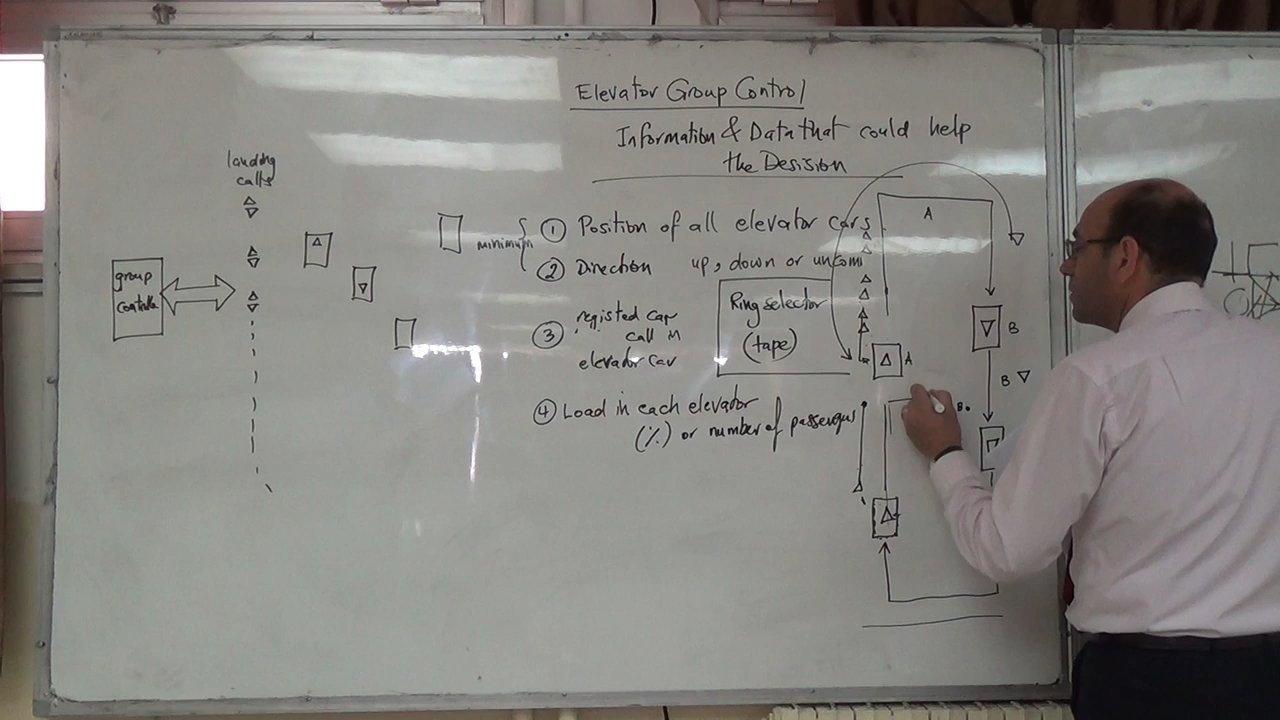 Elevator Group Control
Information & Data that could help
the Desision
landing
calls
group
controlle
minimum
① Position of all elevator cars
② Direction up, down or uncomi
③ registed car
call in
elevator car
Ring selector
(tape)
④ Load in each elevator
(%) or number of passengers
A
B
A
B
B